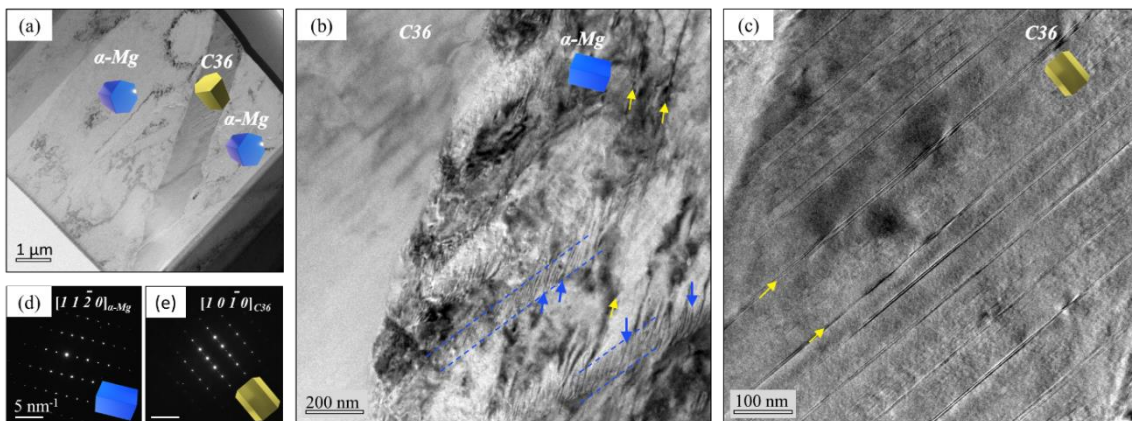 (a)
α-Mg
C36
α-Mg
1 μm
(b)
C36
α-Mg
200 nm
(c)
C36
100 nm
(d)
[1 1 2̄ 0]α-Mg
5 nm⁻¹
(e)
[1 0 1̄ 0]C36